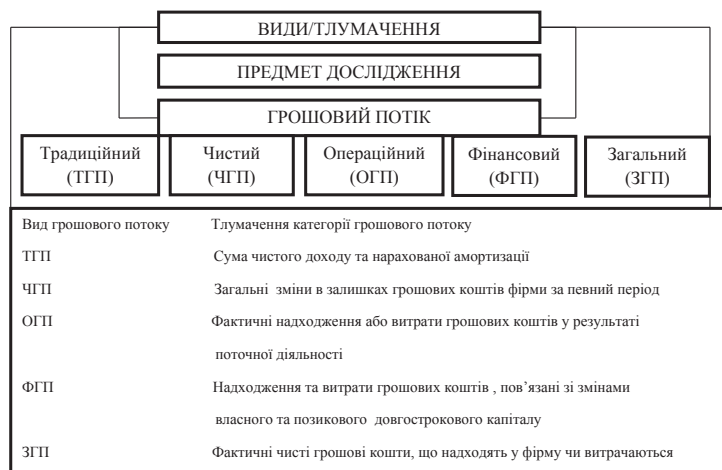 ВИДИ/ТЛУМАЧЕННЯ
ПРЕДМЕТ ДОСЛІДЖЕННЯ
ГРОШОВИЙ ПОТІК
Традиційний
(ТГП)
Чистий
(ЧГП)
Операційний
(ОГП)
Фінансовий
(ФГП)
Загальний
(ЗГП)
Вид грошового потоку Тлумачення категорії грошового потоку
ТГП Сума чистого доходу та нарахованої амортизації
ЧГП Загальні зміни в залишках грошових коштів фірми за певний період
ОГП Фактичні надходження або витрати грошових коштів у результаті
поточної діяльності
ФГП Надходження та витрати грошових коштів , пов’язані зі змінами
власного та позикового довгострокового капіталу
ЗГП Фактичні чисті грошові кошти, що надходять у фірму чи витрачаються